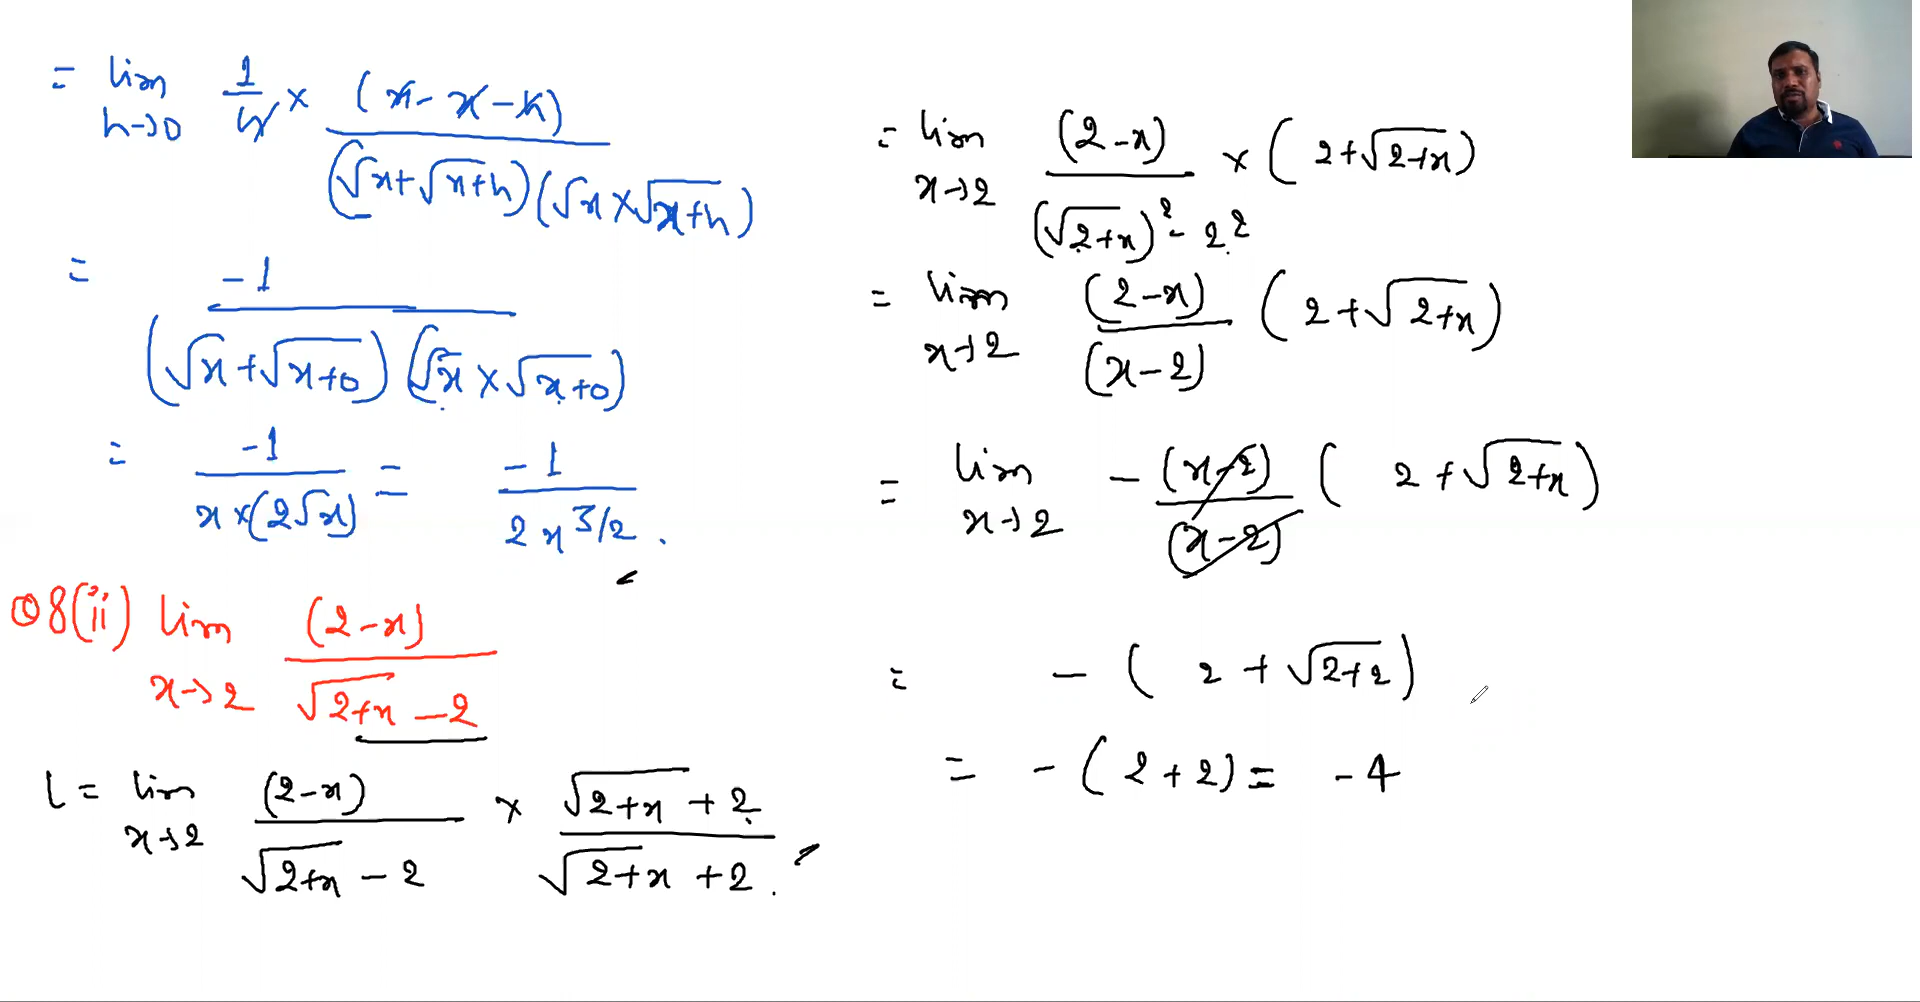 = lim h→0 1/h × (x - x - h) / (√x + √x+h)(√x × √x+h)
= -1 / (√x + √x+0)(√x × √x+0)
= -1 / x×(2√x) = -1 / 2x^3/2 .
Q8(ii) lim x→2 (2-x) / √2+x - 2
l = lim x→2 (2-x) / √2+x - 2 × √2+x + 2 / √2+x + 2 .
= lim x→2 (2-x) / (√2+x)² - 2² × (2+√2+x)
= lim x→2 (2-x) / (x-2) (2+√2+x)
= lim x→2 - (x-2) / (x-2) (2+√2+x)
= - (2 + √2+2)
= - (2+2) = -4